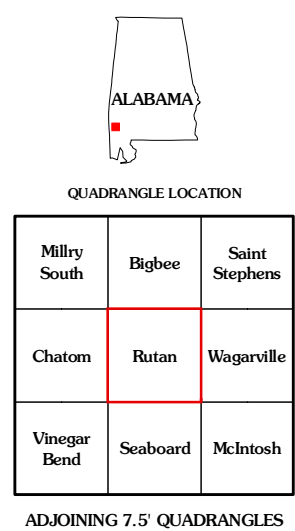 ALABAMA
QUADRANGLE LOCATION
Millry
South
Bigbee
Saint
Stephens
Chatom
Rutan
Wagarville
Vinegar
Bend
Seaboard
McIntosh
ADJOINING 7.5' QUADRANGLES